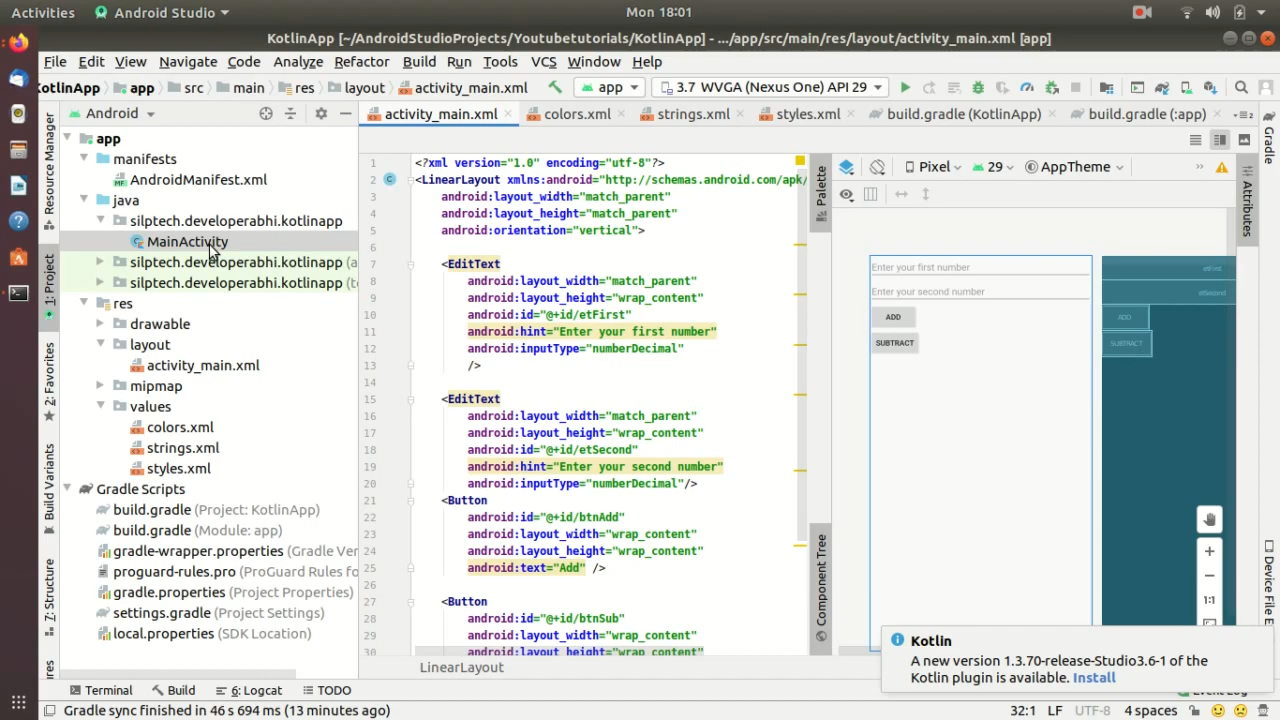 Activities Android Studio Mon 18:01
KotlinApp [~/AndroidStudioProjects/Youtubetutorials/KotlinApp] - .../app/src/main/res/layout/activity_main.xml [app]
File Edit View Navigate Code Analyze Refactor Build Run Tools VCS Window Help
KotlinApp app src main res layout activity_main.xml app 3.7 WVGA (Nexus One) API 29
Android
activity_main.xml colors.xml strings.xml styles.xml build.gradle (KotlinApp) build.gradle (:app)
app
manifests
AndroidManifest.xml
java
silptech.developerabhi.kotlinapp
MainActivity
silptech.developerabhi.kotlinapp (a
silptech.developerabhi.kotlinapp (t
res
drawable
layout
activity_main.xml
mipmap
values
colors.xml
strings.xml
styles.xml
Gradle Scripts
build.gradle (Project: KotlinApp)
build.gradle (Module: app)
gradle-wrapper.properties (Gradle Ver
proguard-rules.pro (ProGuard Rules fo
gradle.properties (Project Properties)
settings.gradle (Project Settings)
local.properties (SDK Location)
Resource Manager
1: Project
2: Favorites
Build Variants
7: Structure
1 <?xml version="1.0" encoding="utf-8"?>
2 <LinearLayout xmlns:android="http://schemas.android.com/apk/
3 android:layout_width="match_parent"
4 android:layout_height="match_parent"
5 android:orientation="vertical">
6
7 <EditText
8 android:layout_width="match_parent"
9 android:layout_height="wrap_content"
10 android:id="@+id/etFirst"
11 android:hint="Enter your first number"
12 android:inputType="numberDecimal"
13 />
14
15 <EditText
16 android:layout_width="match_parent"
17 android:layout_height="wrap_content"
18 android:id="@+id/etSecond"
19 android:hint="Enter your second number"
20 android:inputType="numberDecimal"/>
21 <Button
22 android:id="@+id/btnAdd"
23 android:layout_width="wrap_content"
24 android:layout_height="wrap_content"
25 android:text="Add" />
26
27 <Button
28 android:id="@+id/btnSub"
29 android:layout_width="wrap_content"
30 android:layout_height="wrap_content"
LinearLayout
Palette
Component Tree
Pixel 29 AppTheme
Enter your first number
Enter your second number
ADD
SUBTRACT
etFirst
etSecond
ADD
SUBTRACT
1:1
Gradle
Attributes
Device File E
Kotlin
A new version 1.3.70-release-Studio3.6-1 of the
Kotlin plugin is available. Install
Terminal Build 6: Logcat TODO Event Log
Gradle sync finished in 46 s 694 ms (13 minutes ago) 32:1 LF UTF-8 4 spaces